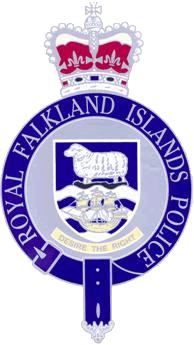 ROYAL FALKLAND ISLANDS POLICE
DESIRE THE RIGHT